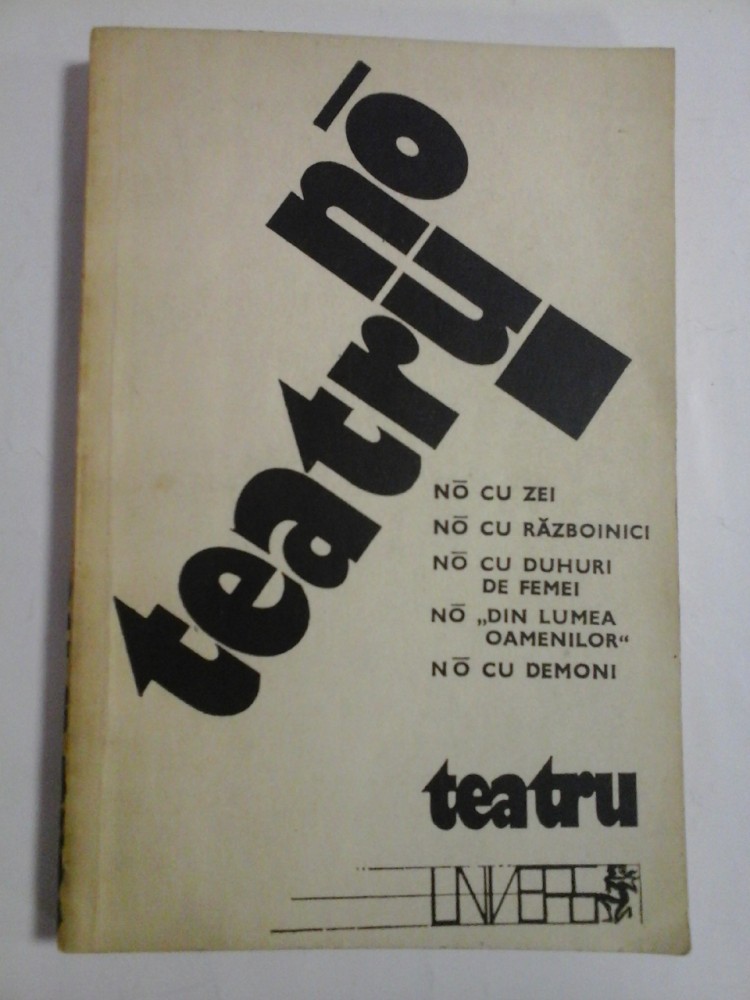 teatru nō
NŌ CU ZEI
NŌ CU RĂZBOINICI
NŌ CU DUHURI
DE FEMEI
NŌ „DIN LUMEA
OAMENILOR“
NŌ CU DEMONI
teatru
UNIVERS